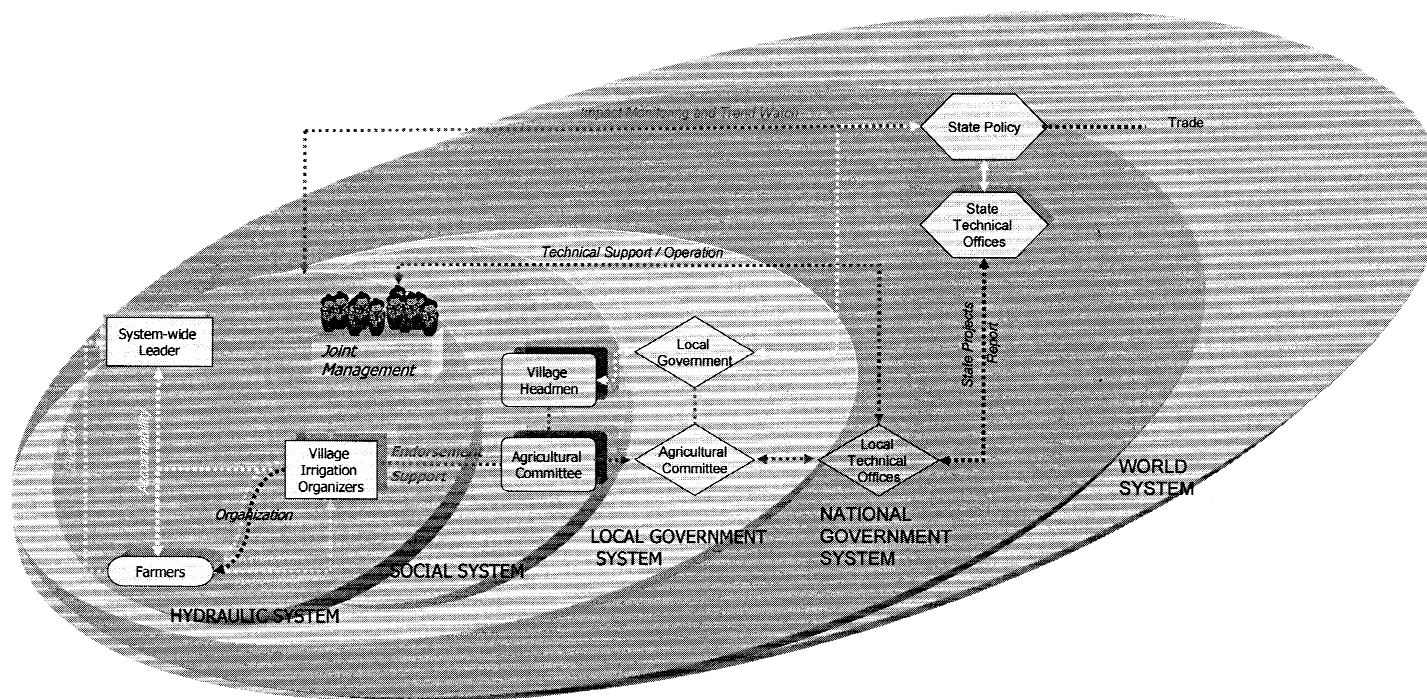 Impact Monitoring and Trend Watch
State Policy
Trade
State
Technical
Offices
Technical Support / Operation
System-wide
Leader
Joint
Management
Local
Government
Village
Headmen
State Projects
Report
Accountability
Village
Irrigation
Organizers
Endorsement
Support
Agricultural
Committee
Agricultural
Committee
Local
Technical
Offices
WORLD
SYSTEM
Organization
NATIONAL
GOVERNMENT
SYSTEM
LOCAL GOVERNMENT
SYSTEM
Farmers
SOCIAL SYSTEM
HYDRAULIC SYSTEM